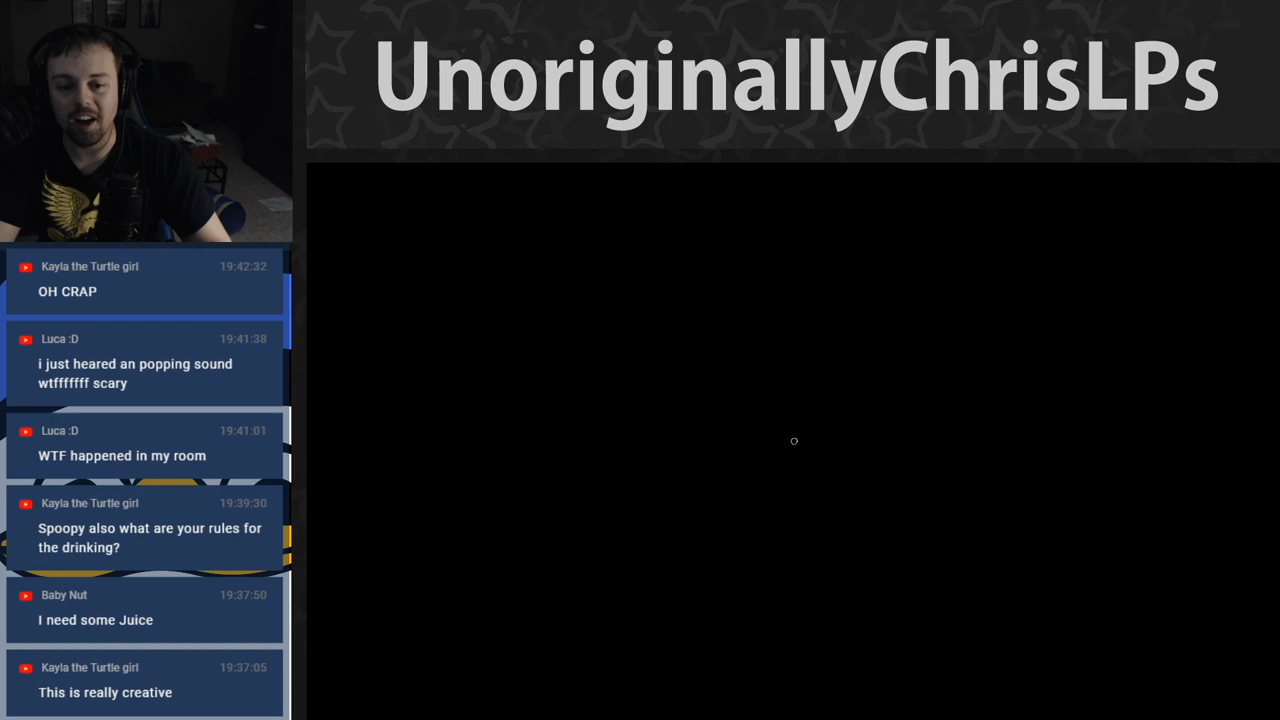 UnoriginallyChrisLPs
Kayla the Turtle girl 19:42:32
OH CRAP
Luca :D 19:41:38
i just heared an popping sound
wtfffffff scary
Luca :D 19:41:01
WTF happened in my room
Kayla the Turtle girl 19:39:30
Spoopy also what are your rules for
the drinking?
Baby Nut 19:37:50
I need some Juice
Kayla the Turtle girl 19:37:05
This is really creative